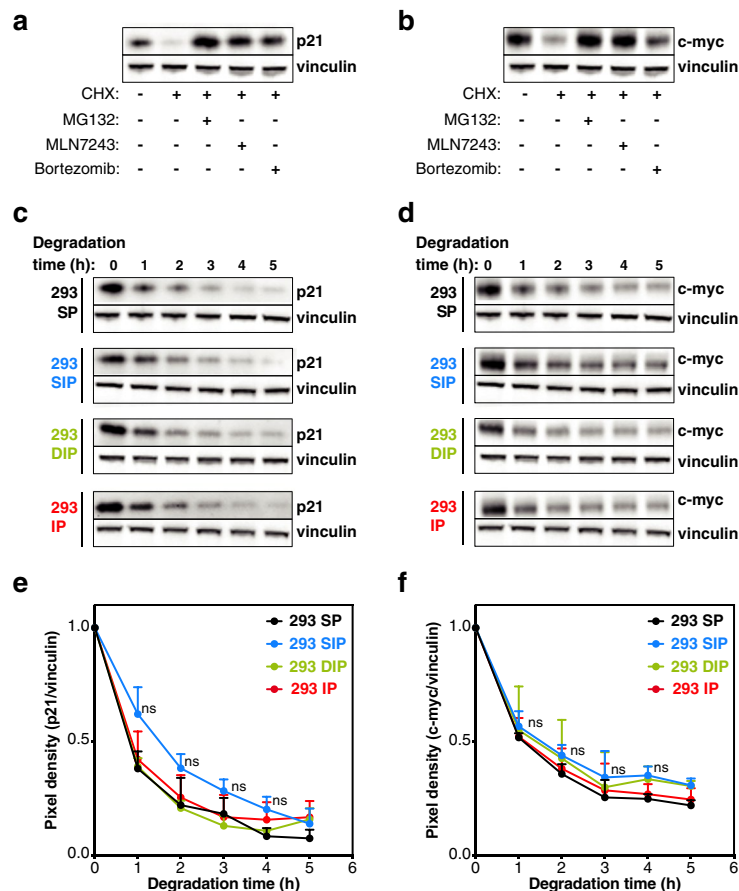 a
p21
vinculin
CHX: - + + + +
MG132: - - + - -
MLN7243: - - - + -
Bortezomib: - - - - +
b
c-myc
vinculin
CHX: - + + + +
MG132: - - + - -
MLN7243: - - - + -
Bortezomib: - - - - +
c
Degradation
time (h): 0 1 2 3 4 5
293 SP
p21
vinculin
293 SIP
p21
vinculin
293 DIP
p21
vinculin
293 IP
p21
vinculin
d
Degradation
time (h): 0 1 2 3 4 5
293 SP
c-myc
vinculin
293 SIP
c-myc
vinculin
293 DIP
c-myc
vinculin
293 IP
c-myc
vinculin
e
Pixel density (p21/vinculin)
1.0
0.5
0.0
293 SP
293 SIP
293 DIP
293 IP
ns
ns
ns
ns
0 1 2 3 4 5 6
Degradation time (h)
f
Pixel density (c-myc/vinculin)
1.0
0.5
0.0
293 SP
293 SIP
293 DIP
293 IP
ns
ns
ns
ns
0 1 2 3 4 5 6
Degradation time (h)